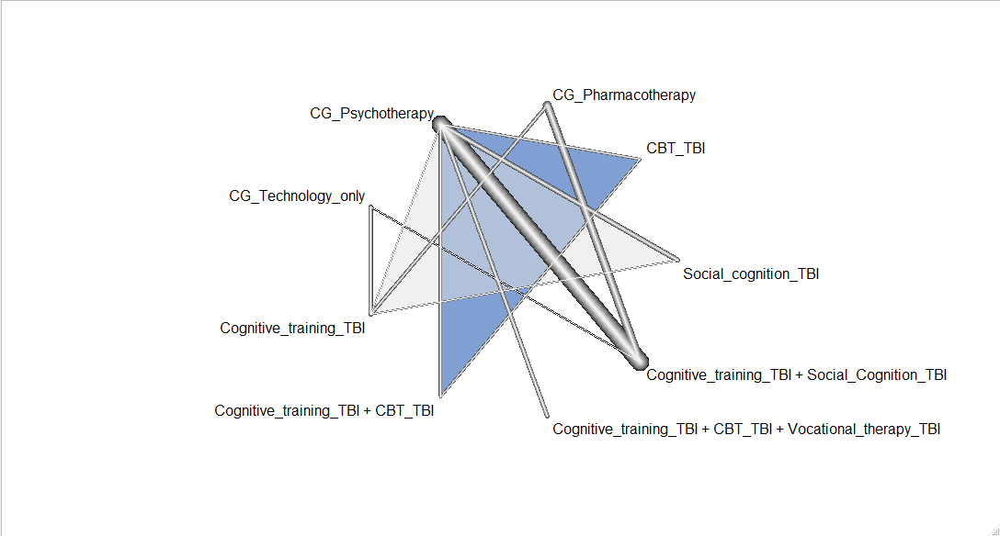 CG_Pharmacotherapy
CG_Psychotherapy
CBT_TBI
CG_Technology_only
Social_cognition_TBI
Cognitive_training_TBI
Cognitive_training_TBI + Social_Cognition_TBI
Cognitive_training_TBI + CBT_TBI
Cognitive_training_TBI + CBT_TBI + Vocational_therapy_TBI